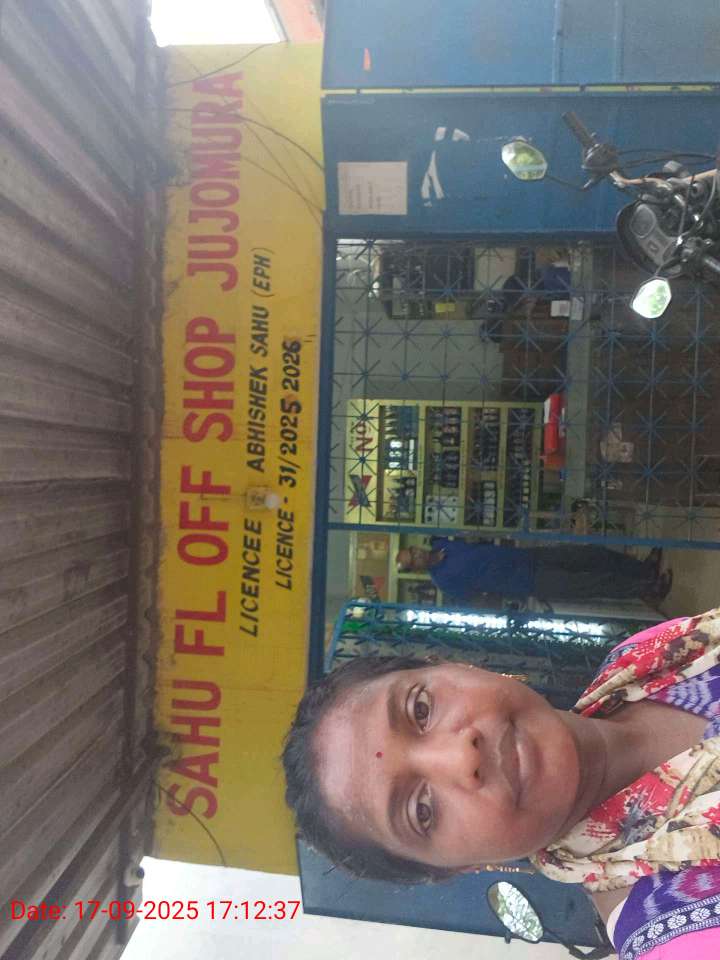 SAHU FL OFF SHOP JUJOMURA
LICENCEE ABHISHEK SAHU (EPH)
LICENCE - 31/2025 2026
Nº1
Date: 17-09-2025 17:12:37